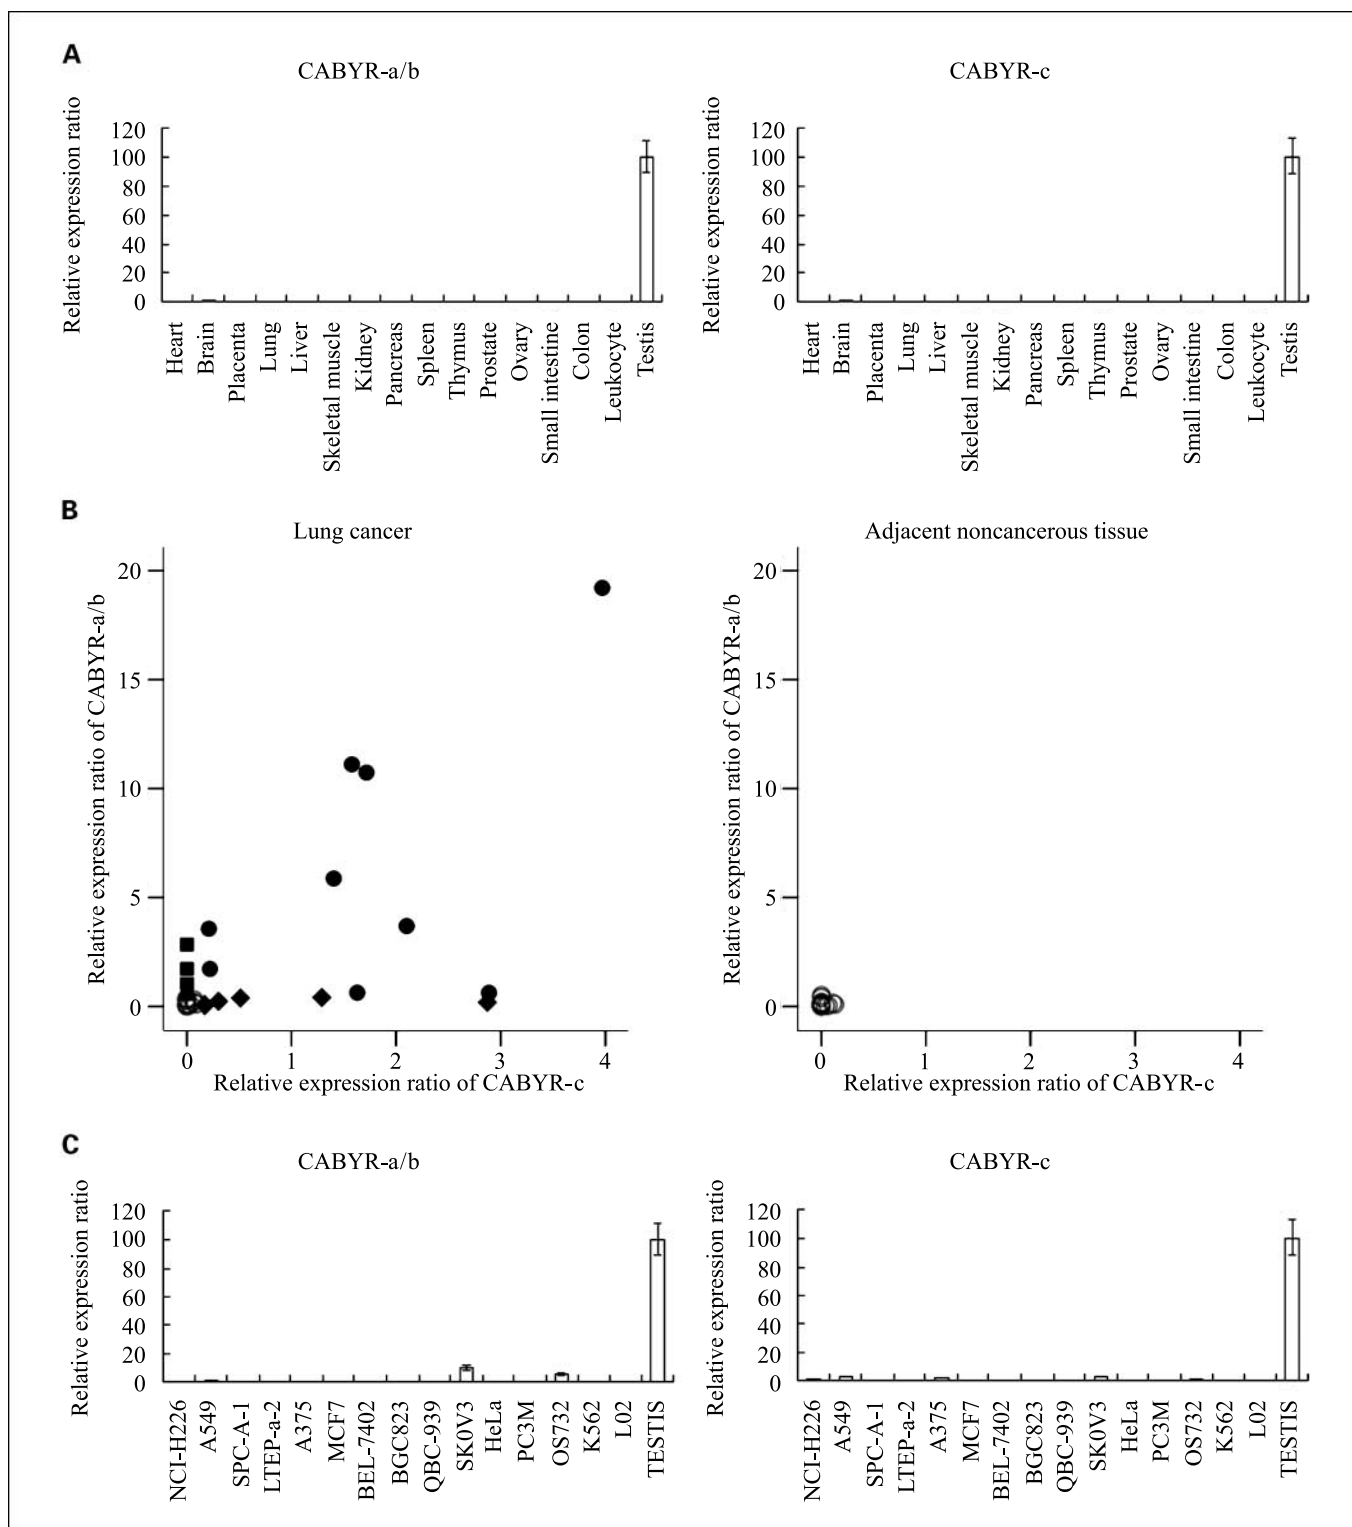 A
CABYR-a/b
CABYR-c
Relative expression ratio
120
100
80
60
40
20
0
Heart
Brain
Placenta
Lung
Liver
Skeletal muscle
Kidney
Pancreas
Spleen
Thymus
Prostate
Ovary
Small intestine
Colon
Leukocyte
Testis
Relative expression ratio
120
100
80
60
40
20
0
Heart
Brain
Placenta
Lung
Liver
Skeletal muscle
Kidney
Pancreas
Spleen
Thymus
Prostate
Ovary
Small intestine
Colon
Leukocyte
Testis
B
Lung cancer
Adjacent noncancerous tissue
Relative expression ratio of CABYR-a/b
20
15
10
5
0
0 1 2 3 4
Relative expression ratio of CABYR-c
Relative expression ratio of CABYR-a/b
20
15
10
5
0
0 1 2 3 4
Relative expression ratio of CABYR-c
C
CABYR-a/b
CABYR-c
Relative expression ratio
120
100
80
60
40
20
0
NCI-H226
A549
SPC-A-1
LTEP-a-2
A375
MCF7
BEL-7402
BGC823
QBC-939
SK0V3
HeLa
PC3M
OS732
K562
L02
TESTIS
Relative expression ratio
120
100
80
60
40
20
0
NCI-H226
A549
SPC-A-1
LTEP-a-2
A375
MCF7
BEL-7402
BGC823
QBC-939
SK0V3
HeLa
PC3M
OS732
K562
L02
TESTIS